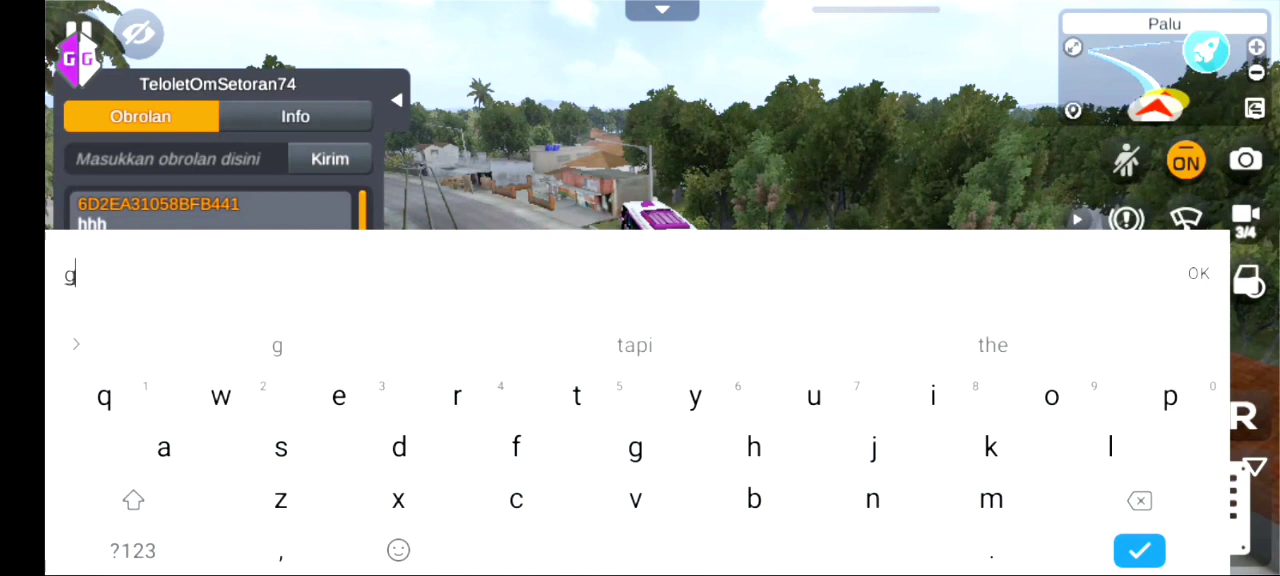 GG
TeloletOmSetoran74
Obrolan Info
Masukkan obrolan disini Kirim
6D2EA31058BFB441
hhh
Palu
ON
3/4
R
g
OK
g tapi the
q 1 w 2 e 3 r 4 t 5 y 6 u 7 i 8 o 9 p 0
a s d f g h j k l
z x c v b n m
?123 , .